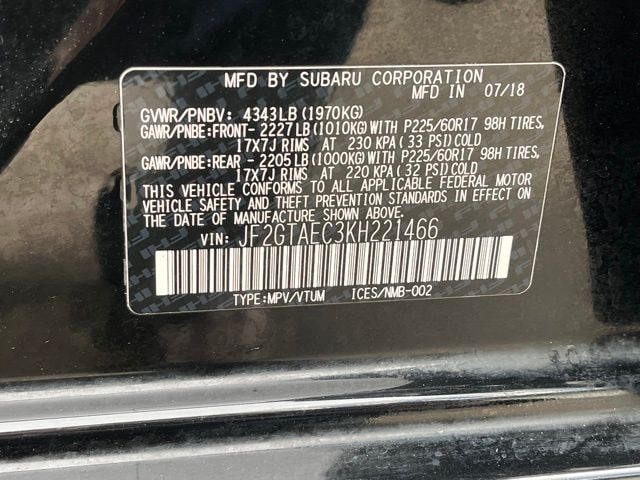 MFD BY SUBARU CORPORATION
MFD IN 07/18
GVWR/PNBV: 4343LB(1970KG)
GAWR/PNBE:FRONT- 2227LB(1010KG)WITH P225/60R17 98H TIRES,
17X7J RIMS AT 230 KPA (33 PSI)COLD
GAWR/PNBE:REAR - 2205LB(1000KG)WITH P225/60R17 98H TIRES,
17X7J RIMS AT 220 KPA (32 PSI)COLD
THIS VEHICLE CONFORMS TO ALL APPLICABLE FEDERAL MOTOR
VEHICLE SAFETY AND THEFT PREVENTION STANDARDS IN EFFECT ON
THE DATE OF MANUFACTURE SHOWN ABOVE.
VIN: JF2GTAEC3KH221466
TYPE:MPV/VTUM ICES/NMB-002